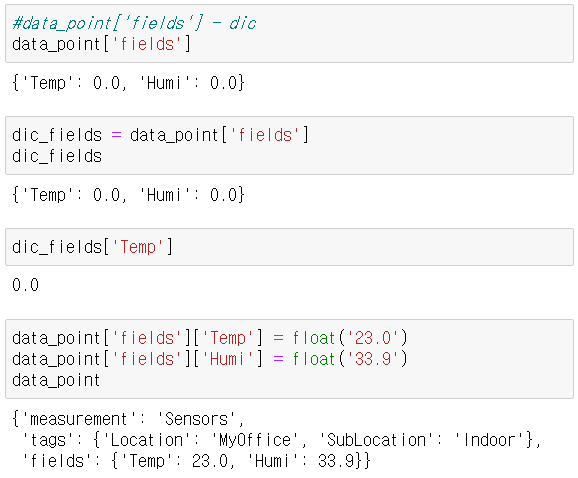 #data_point['fields'] - dic
data_point['fields']
{'Temp': 0.0, 'Humi': 0.0}
dic_fields = data_point['fields']
dic_fields
{'Temp': 0.0, 'Humi': 0.0}
dic_fields['Temp']
0.0
data_point['fields']['Temp'] = float('23.0')
data_point['fields']['Humi'] = float('33.9')
data_point
{'measurement': 'Sensors',
 'tags': {'Location': 'MyOffice', 'SubLocation': 'Indoor'},
 'fields': {'Temp': 23.0, 'Humi': 33.9}}